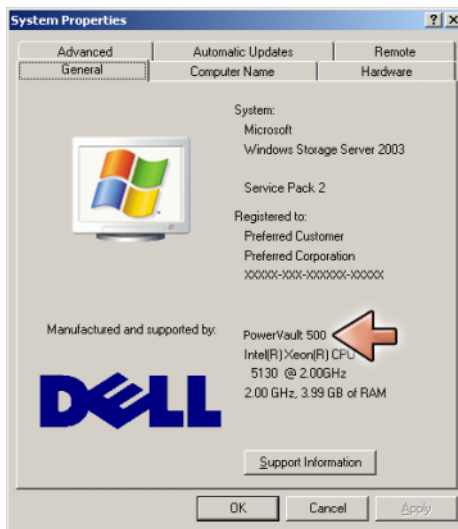 System Properties
Advanced
Automatic Updates
Remote
General
Computer Name
Hardware
System:
Microsoft
Windows Storage Server 2003
Service Pack 2
Registered to:
Preferred Customer
Preferred Corporation
XXXXX-XXX-XXXXXX-XXXXX
Manufactured and supported by:
DELL
PowerVault 500
Intel(R) Xeon(R) CPU
5130 @ 2.00GHz
2.00 GHz, 3.99 GB of RAM
Support Information
OK
Cancel
Apply